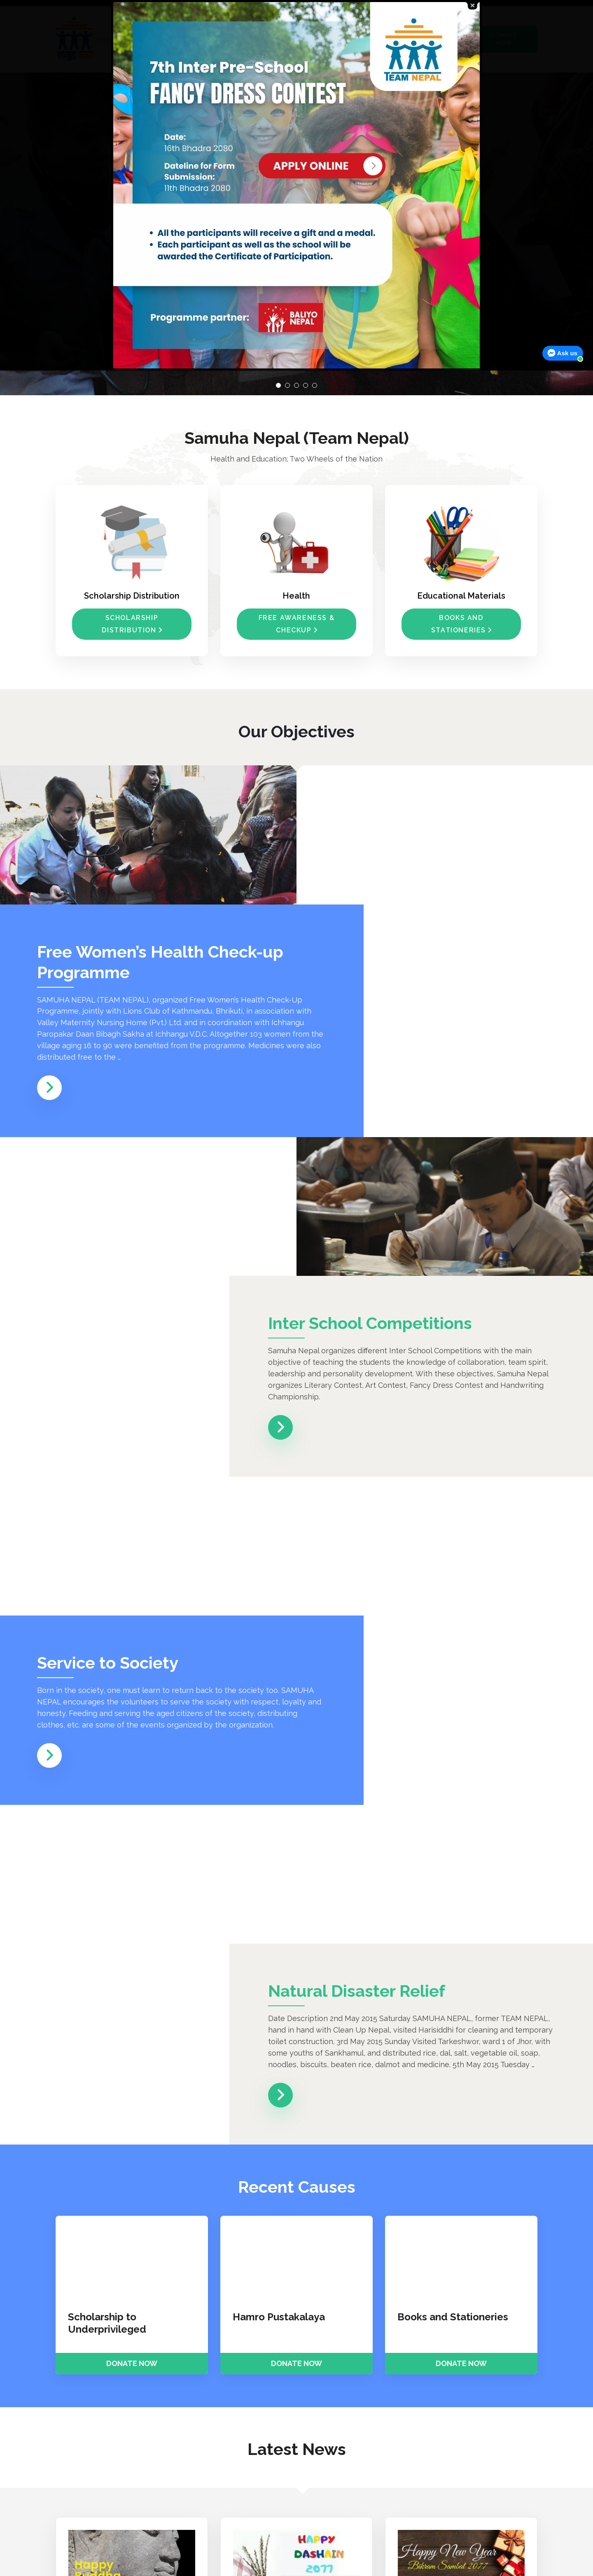 TEAM NEPAL
7th Inter Pre-School
FANCY DRESS CONTEST
Date:
16th Bhadra 2080
Dateline for Form
Submission:
11th Bhadra 2080
APPLY ONLINE
• All the participants will receive a gift and a medal.
• Each participant as well as the school will be
awarded the Certificate of Participation.
Programme partner:
BALIYO
NEPAL
Ask us
Samuha Nepal (Team Nepal)
Health and Education; Two Wheels of the Nation
Scholarship Distribution
SCHOLARSHIP
DISTRIBUTION
Health
FREE AWARENESS &
CHECKUP
Educational Materials
BOOKS AND
STATIONERIES
Our Objectives
Free Women's Health Check-up
Programme
SAMUHA NEPAL (TEAM NEPAL), organized Free Women's Health Check-Up
Programme, jointly with Lions Club of Kathmandu, Bhrikuti, in association with
Valley Maternity Nursing Home (Pvt.) Ltd. and in coordination with Ichhangu
Paropakar Daan Bibagh Sakha at Ichhangu V.D.C. Altogether 103 women from the
village aging 16 to 90 were benefited from the programme. Medicines were also
distributed free to the …
Inter School Competitions
Samuha Nepal organizes different Inter School Competitions with the main
objective of teaching the students the knowledge of collaboration, team spirit,
leadership and personality development. With these objectives, Samuha Nepal
organizes Literary Contest, Art Contest, Fancy Dress Contest and Handwriting
Championship.
Service to Society
Born in the society, one must learn to return back to the society too. SAMUHA
NEPAL encourages the volunteers to serve the society with respect, loyalty and
honesty. Feeding and serving the aged citizens of the society, distributing
clothes, etc. are some of the events organized by the organization.
Natural Disaster Relief
Date Description 2nd May 2015 Saturday SAMUHA NEPAL, former TEAM NEPAL,
hand in hand with Clean Up Nepal, visited Harisiddhi for cleaning and temporary
toilet construction. 3rd May 2015 Sunday Visited Tarkeshwor, ward 1 of Jhor, with
some youths of Sankhamul, and distributed rice, dal, salt, vegetable oil, soap,
noodles, biscuits, beaten rice, dalmot and medicine. 5th May 2015 Tuesday …
Recent Causes
Scholarship to
Underprivileged
DONATE NOW
Hamro Pustakalaya
DONATE NOW
Books and Stationeries
DONATE NOW
Latest News
Happy
Buddha
HAPPY
DASHAIN
2077
Happy New Year
Bikram Sambat 2077